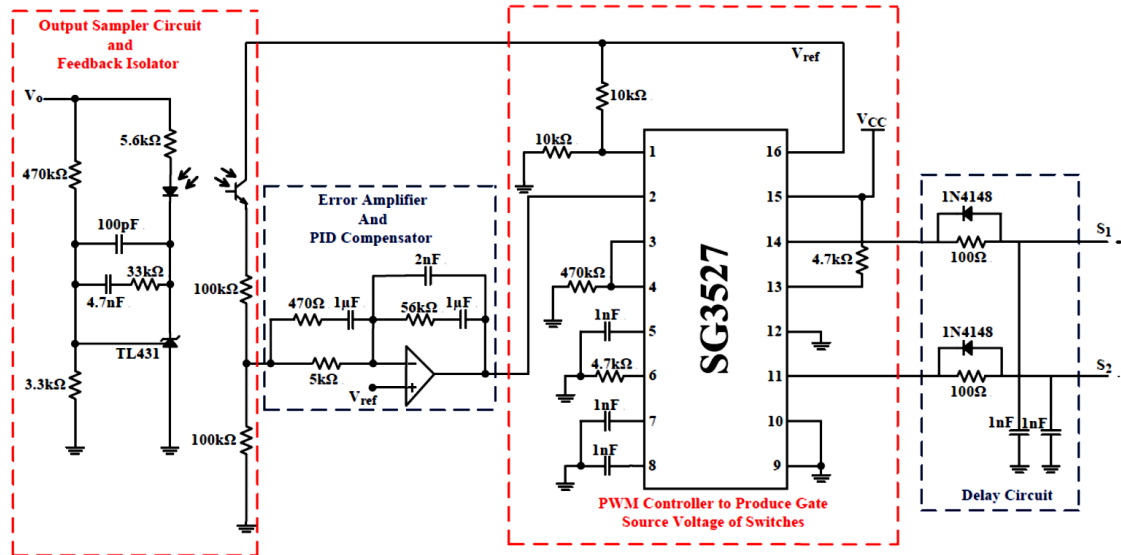 Output Sampler Circuit
and
Feedback Isolator
Vo
5.6kΩ
470kΩ
100pF
33kΩ
4.7nF
TL431
3.3kΩ
100kΩ
100kΩ
Error Amplifier
And
PID Compensator
2nF
470Ω
1µF
56kΩ
1µF
5kΩ
Vref
Vref
10kΩ
10kΩ
VCC
SG3527
1
2
3
4
5
6
7
8
16
15
14
13
12
11
10
9
470kΩ
1nF
4.7kΩ
1nF
1nF
4.7kΩ
PWM Controller to Produce Gate
Source Voltage of Switches
1N4148
100Ω
S1
1N4148
100Ω
S2
1nF
1nF
Delay Circuit